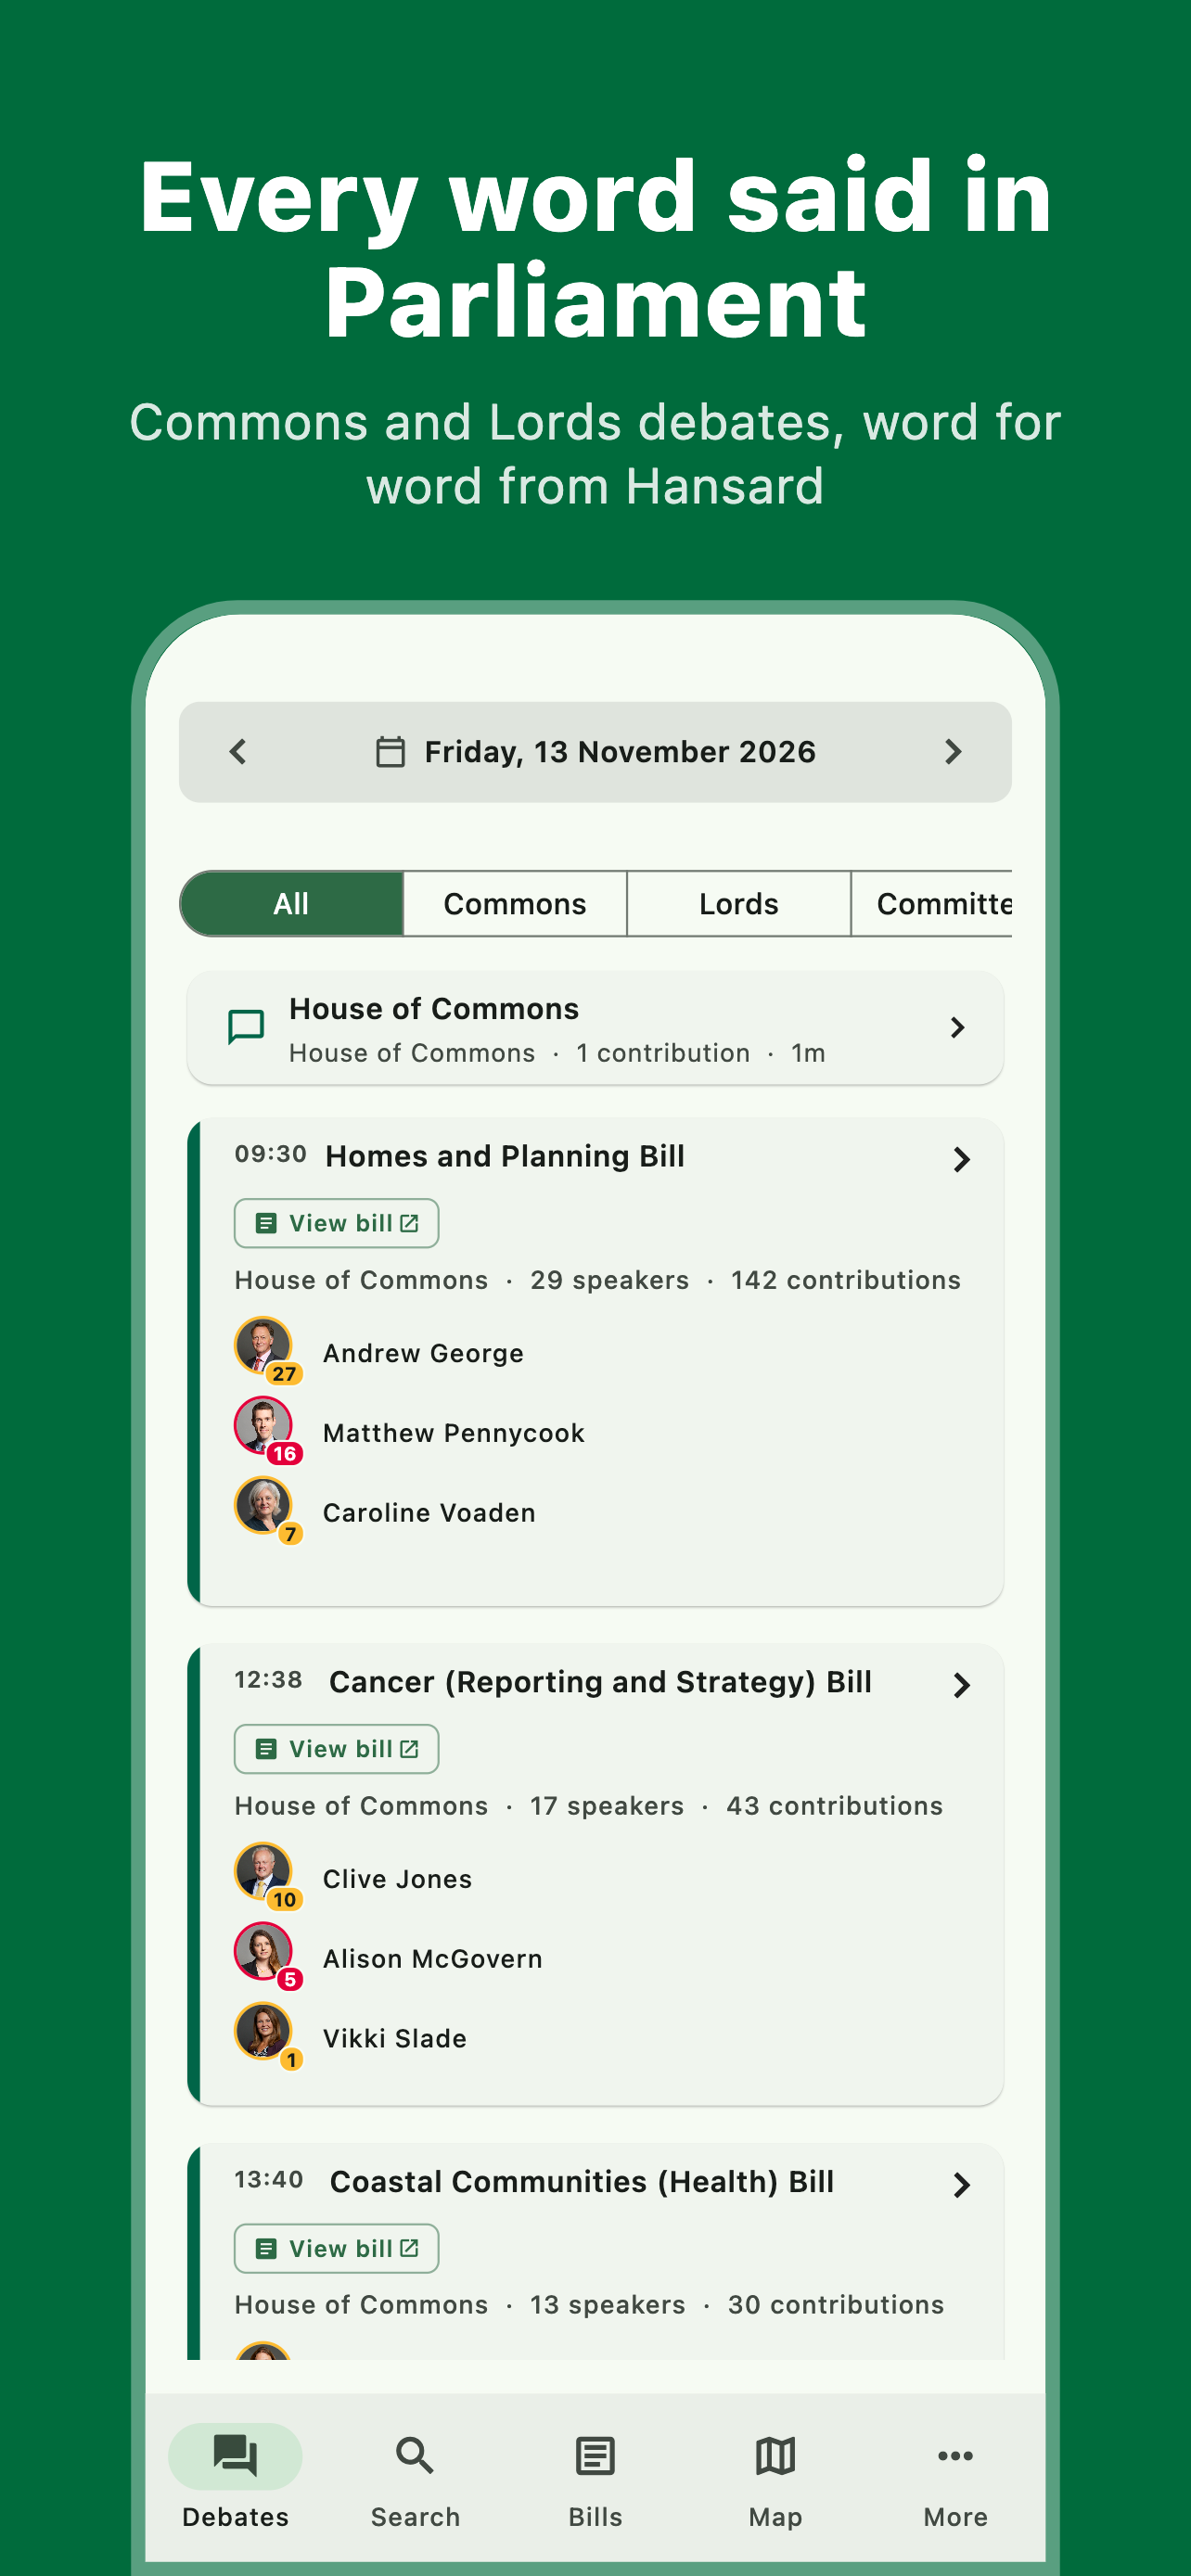 Every word said in
Parliament
Commons and Lords debates, word for
word from Hansard
Friday, 13 November 2026
All Commons Lords Committe
House of Commons
House of Commons · 1 contribution · 1m
09:30 Homes and Planning Bill
View bill
House of Commons · 29 speakers · 142 contributions
27
Andrew George
16
Matthew Pennycook
7
Caroline Voaden
12:38 Cancer (Reporting and Strategy) Bill
View bill
House of Commons · 17 speakers · 43 contributions
10
Clive Jones
5
Alison McGovern
1
Vikki Slade
13:40 Coastal Communities (Health) Bill
View bill
House of Commons · 13 speakers · 30 contributions
Debates Search Bills Map More